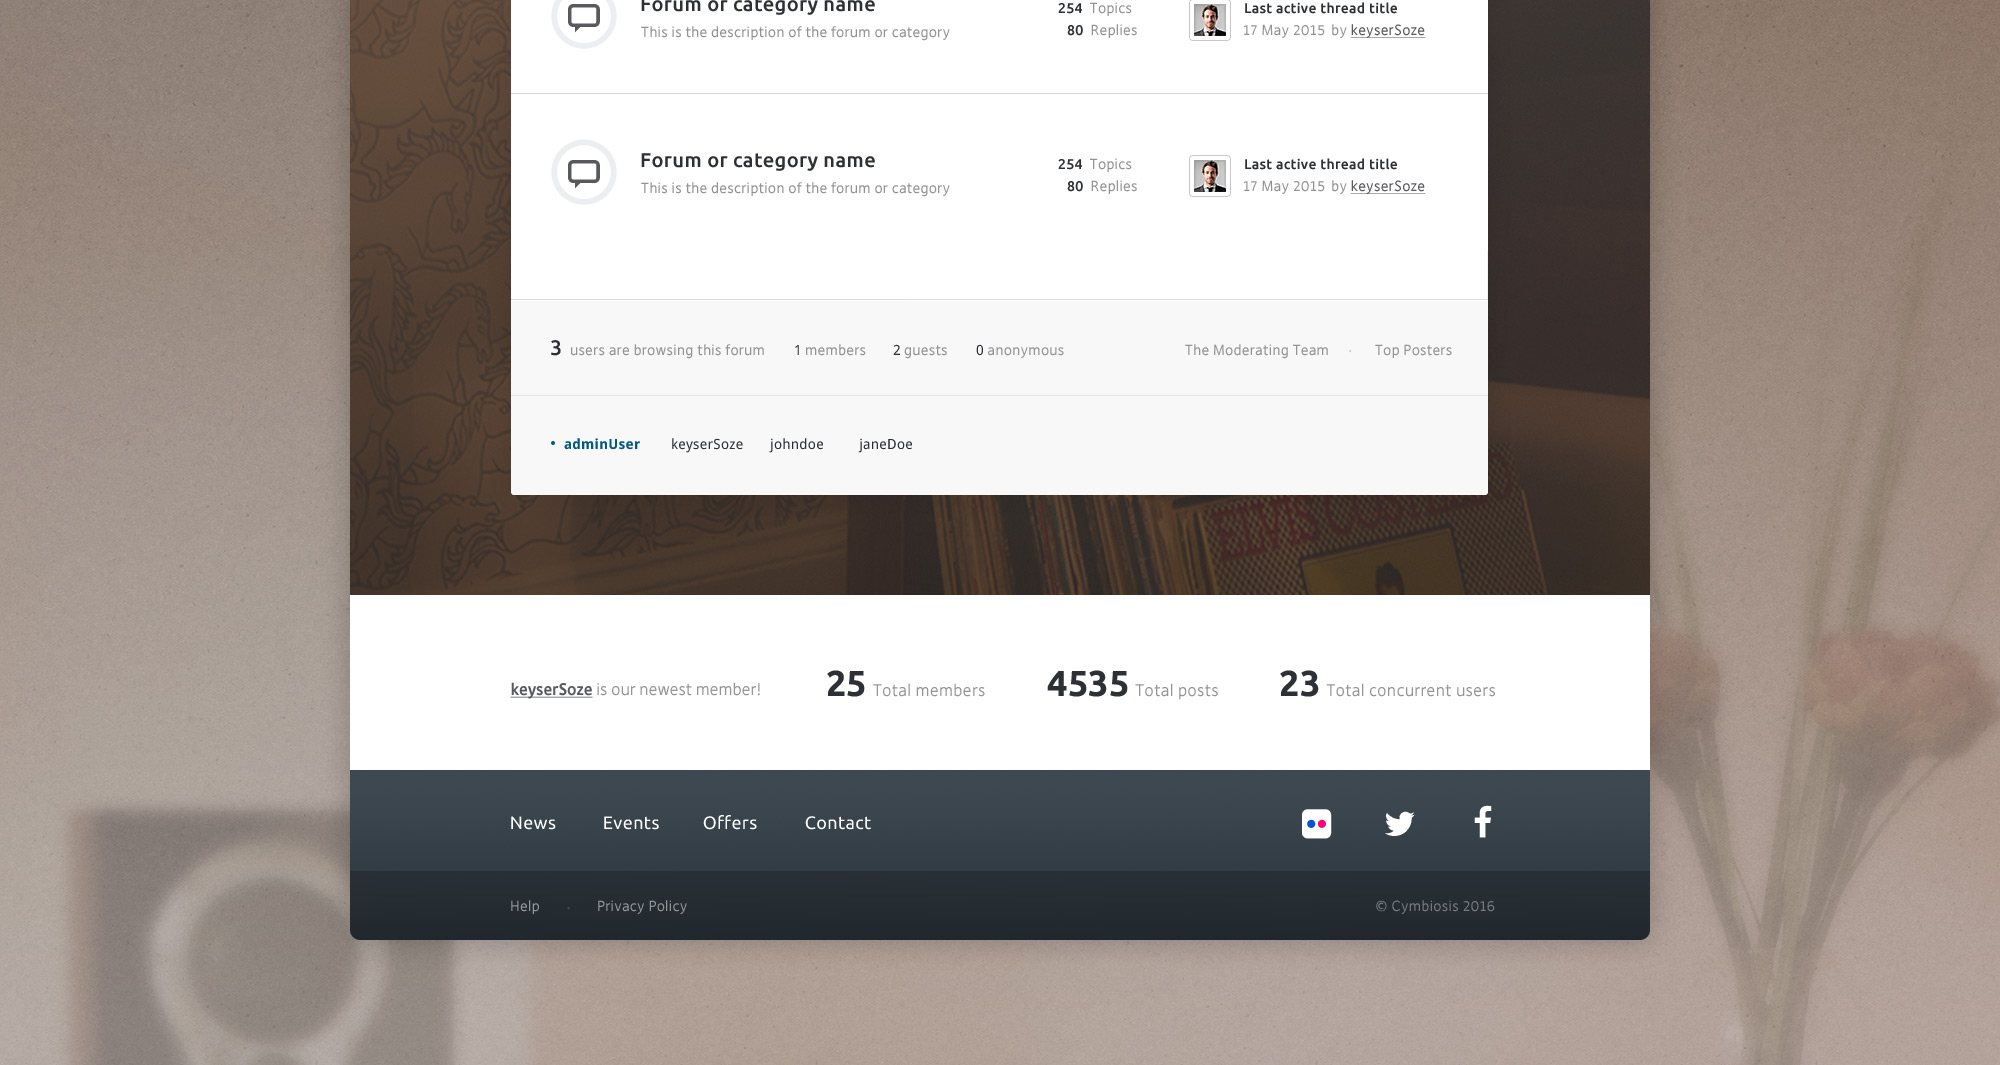 Forum or category name
This is the description of the forum or category
254 Topics
80 Replies
Last active thread title
17 May 2015 by keyserSoze
Forum or category name
This is the description of the forum or category
254 Topics
80 Replies
Last active thread title
17 May 2015 by keyserSoze
3 users are browsing this forum 1 members 2 guests 0 anonymous The Moderating Team · Top Posters
• adminUser keyserSoze johndoe janeDoe
ELVIS
keyserSoze is our newest member! 25 Total members 4535 Total posts 23 Total concurrent users
News Events Offers Contact
Help · Privacy Policy © Cymbiosis 2016